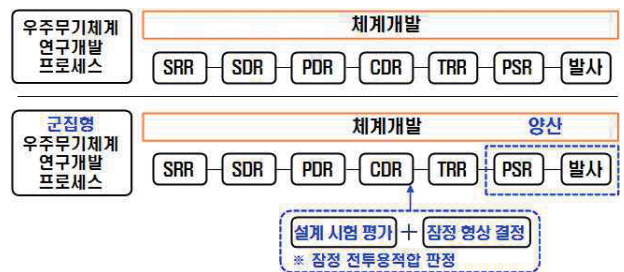 우주무기체계
연구개발
프로세스
체계개발
SRR SDR PDR CDR TRR PSR 발사
군집형
우주무기체계
연구개발
프로세스
체계개발 양산
SRR SDR PDR CDR TRR PSR 발사
설계 시험 평가 + 잠정 형상 결정
※ 잠정 전투용적합 판정